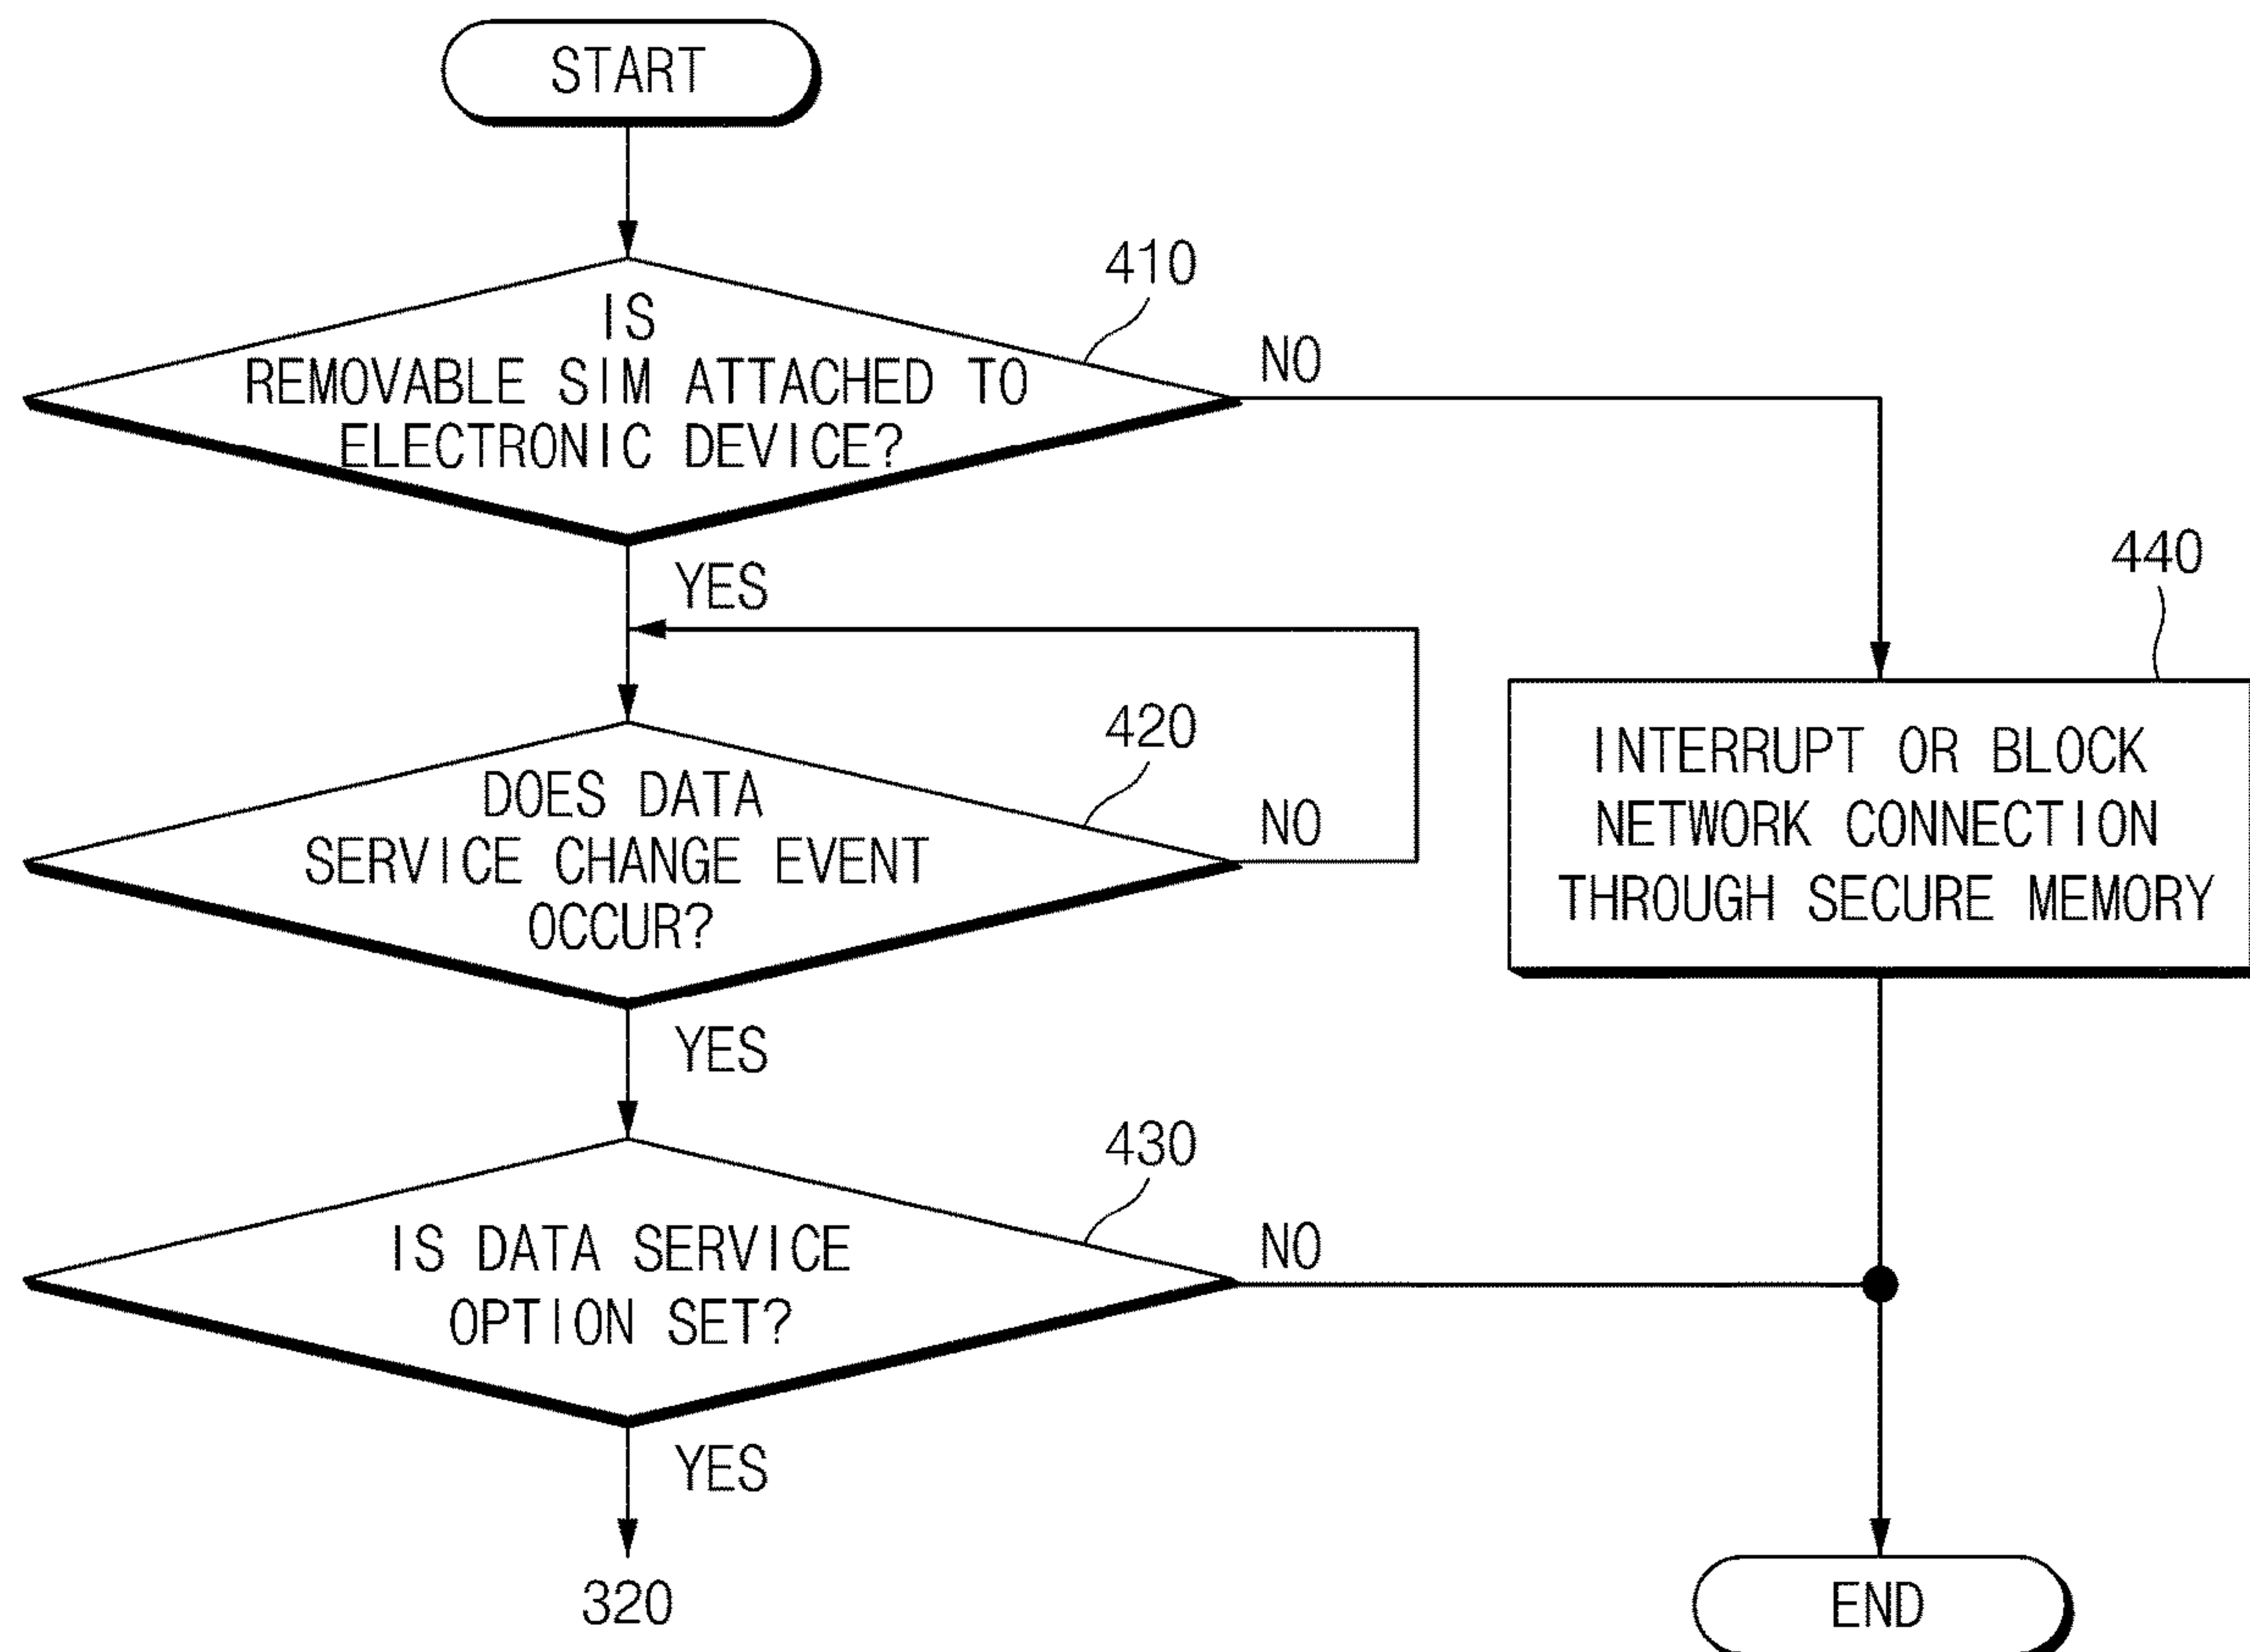 START
410
IS
REMOVABLE SIM ATTACHED TO
ELECTRONIC DEVICE?
NO
YES
440
INTERRUPT OR BLOCK
NETWORK CONNECTION
THROUGH SECURE MEMORY
420
DOES DATA
SERVICE CHANGE EVENT
OCCUR?
NO
YES
430
IS DATA SERVICE
OPTION SET?
NO
YES
320
END